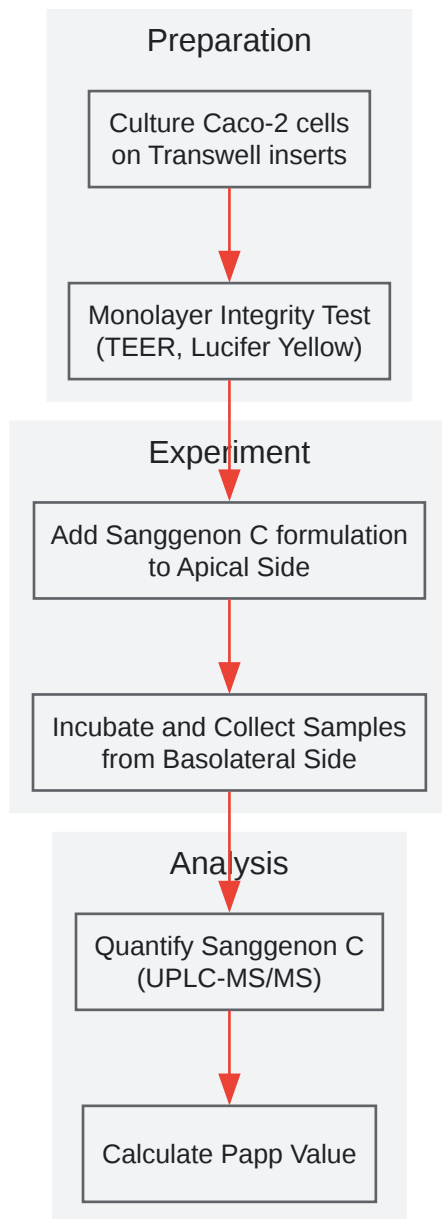 Preparation
Culture Caco-2 cells
on Transwell inserts
Monolayer Integrity Test
(TEER, Lucifer Yellow)
Experiment
Add Sanggenon C formulation
to Apical Side
Incubate and Collect Samples
from Basolateral Side
Analysis
Quantify Sanggenon C
(UPLC-MS/MS)
Calculate Papp Value